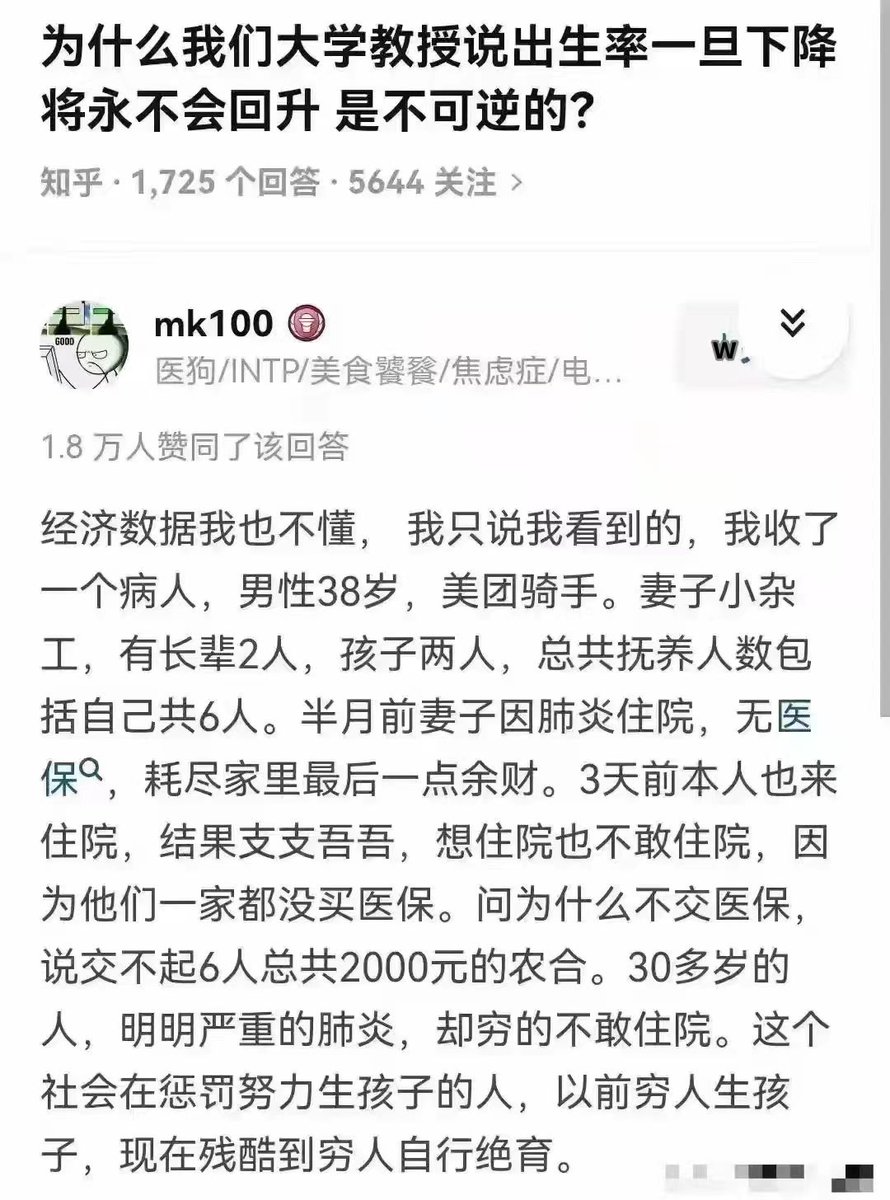 为什么我们大学教授说出生率一旦下降
将永不会回升 是不可逆的?
知乎 · 1,725 个回答 · 5644 关注 >
GOOD
mk100
医狗/INTP/美食饕餮/焦虑症/电...
W
1.8 万人赞同了该回答
经济数据我也不懂， 我只说我看到的，我收了
一个病人，男性38岁，美团骑手。妻子小杂
工，有长辈2人，孩子两人，总共抚养人数包
括自己共6人。半月前妻子因肺炎住院，无医
保，耗尽家里最后一点余财。3天前本人也来
住院，结果支支吾吾，想住院也不敢住院，因
为他们一家都没买医保。问为什么不交医保，
说交不起6人总共2000元的农合。30多岁的
人，明明严重的肺炎，却穷的不敢住院。这个
社会在惩罚努力生孩子的人，以前穷人生孩
子，现在残酷到穷人自行绝育。